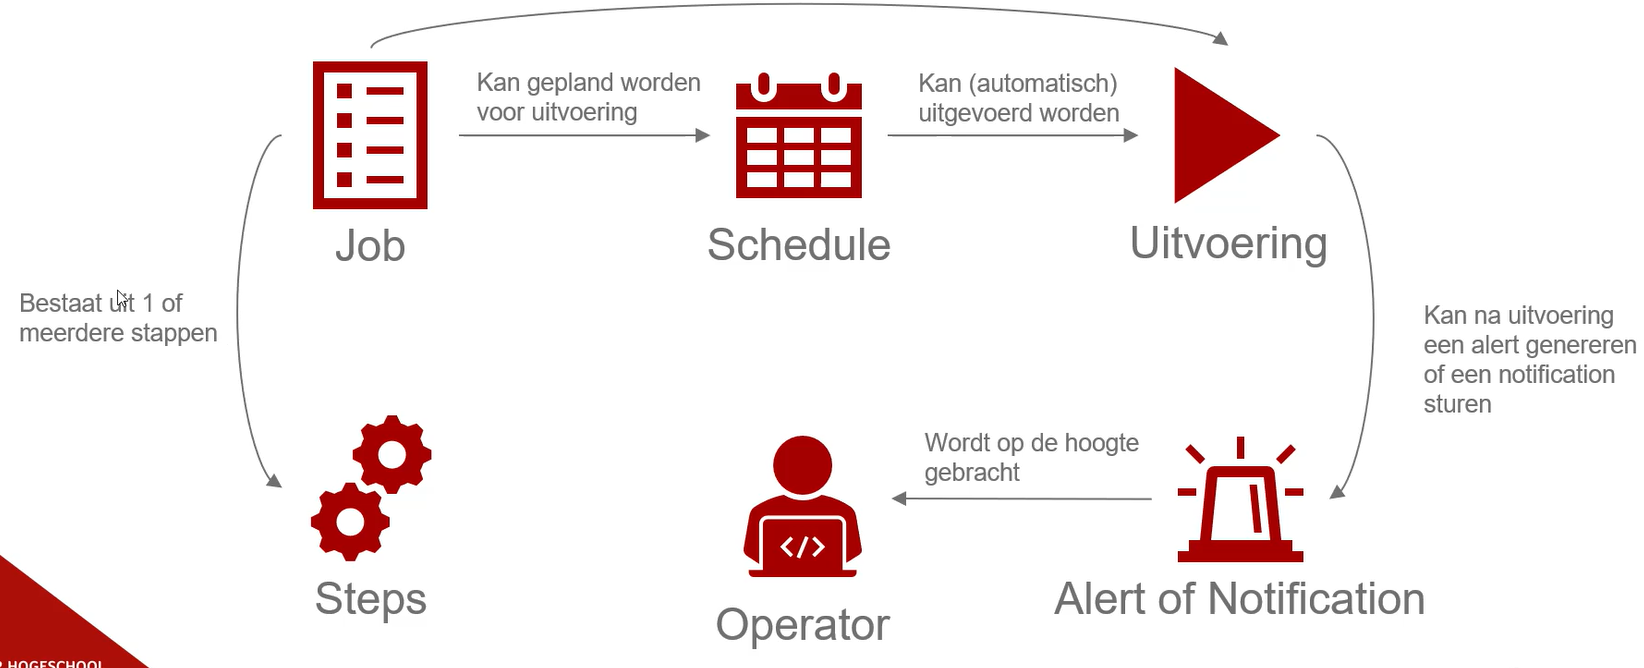 Kan gepland worden
voor uitvoering
Kan (automatisch)
uitgevoerd worden
Job
Schedule
Uitvoering
Bestaat uit 1 of
meerdere stappen
Kan na uitvoering
een alert genereren
of een notification
sturen
Wordt op de hoogte
gebracht
</>
Steps
Operator
Alert of Notification
HOGESCHOOL